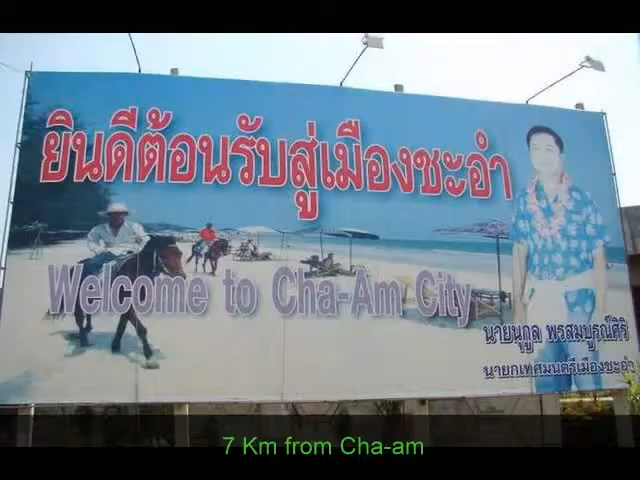 ยินดีต้อนรับสู่เมืองชะอำ
Welcome to Cha-Am City
นายนุกูล พรสมบูรณ์ศิริ
นายกเทศมนตรีเมืองชะอำ
7 Km from Cha-am